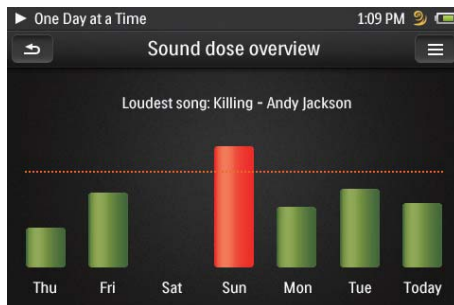 One Day at a Time 1:09 PM
Sound dose overview
Loudest song: Killing - Andy Jackson
Thu Fri Sat Sun Mon Tue Today